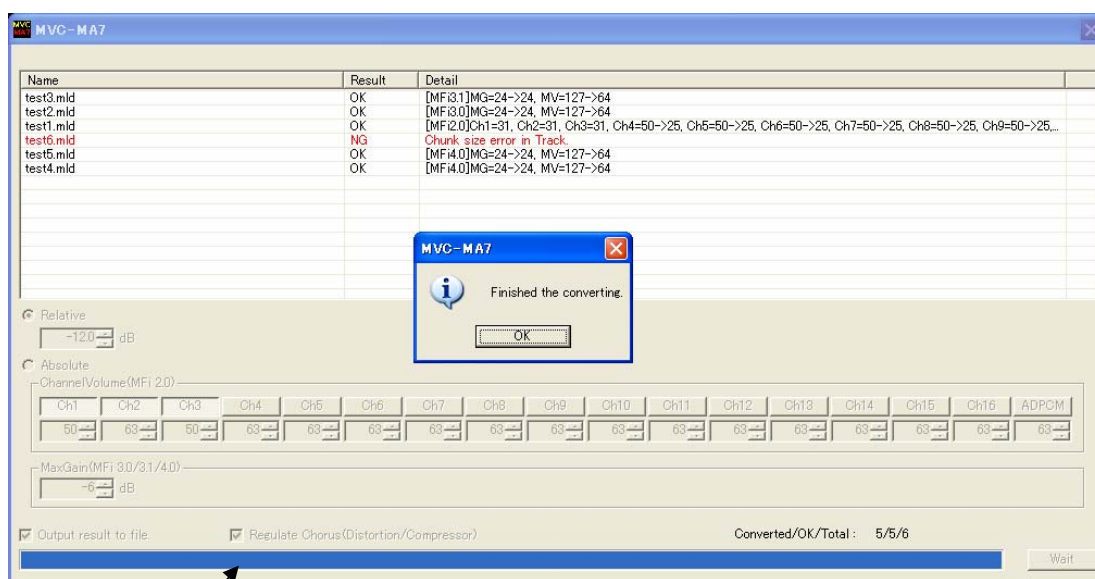 MVC MA7 MVC-MA7
Name Result Detail
test3.mld OK [MFi3.1]MG=24->24, MV=127->64
test2.mld OK [MFi3.0]MG=24->24, MV=127->64
test1.mld OK [MFi2.0]Ch1=31, Ch2=31, Ch3=31, Ch4=50->25, Ch5=50->25, Ch6=50->25, Ch7=50->25, Ch8=50->25, Ch9=50->25,...
test6.mld NG Chunk size error in Track.
test5.mld OK [MFi4.0]MG=24->24, MV=127->64
test4.mld OK [MFi4.0]MG=24->24, MV=127->64
MVC-MA7
Finished the converting.
OK
Relative
-12.0 dB
Absolute
ChannelVolume(MFi 2.0)
Ch1 Ch2 Ch3 Ch4 Ch5 Ch6 Ch7 Ch8 Ch9 Ch10 Ch11 Ch12 Ch13 Ch14 Ch15 Ch16 ADPCM
50 63 50 63 63 63 63 63 63 63 63 63 63 63 63 63 63
MaxGain(MFi 3.0/3.1/4.0)
-6 dB
Output result to file. Regulate Chorus(Distortion/Compressor) Converted/OK/Total : 5/5/6
Wait